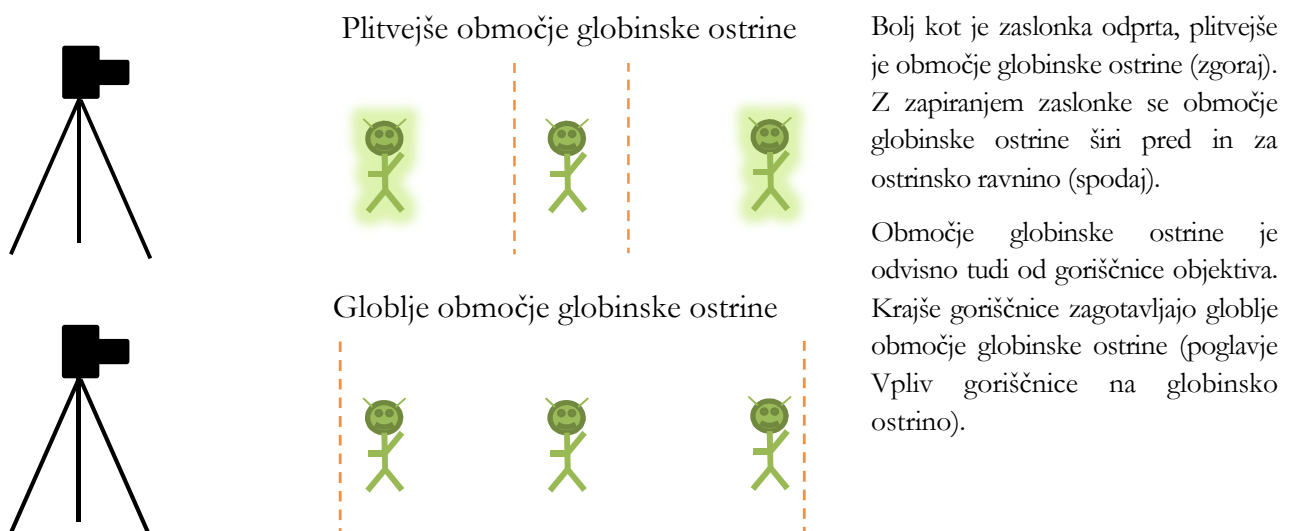 Plitvejše območje globinske ostrine
Globlje območje globinske ostrine
Bolj kot je zaslonka odprta, plitvejše
je območje globinske ostrine (zgoraj).
Z zapiranjem zaslonke se območje
globinske ostrine širi pred in za
ostrinsko ravnino (spodaj).
Območje globinske ostrine je
odvisno tudi od goriščnice objektiva.
Krajše goriščnice zagotavljajo globlje
območje globinske ostrine (poglavje
Vpliv goriščnice na globinsko
ostrino).